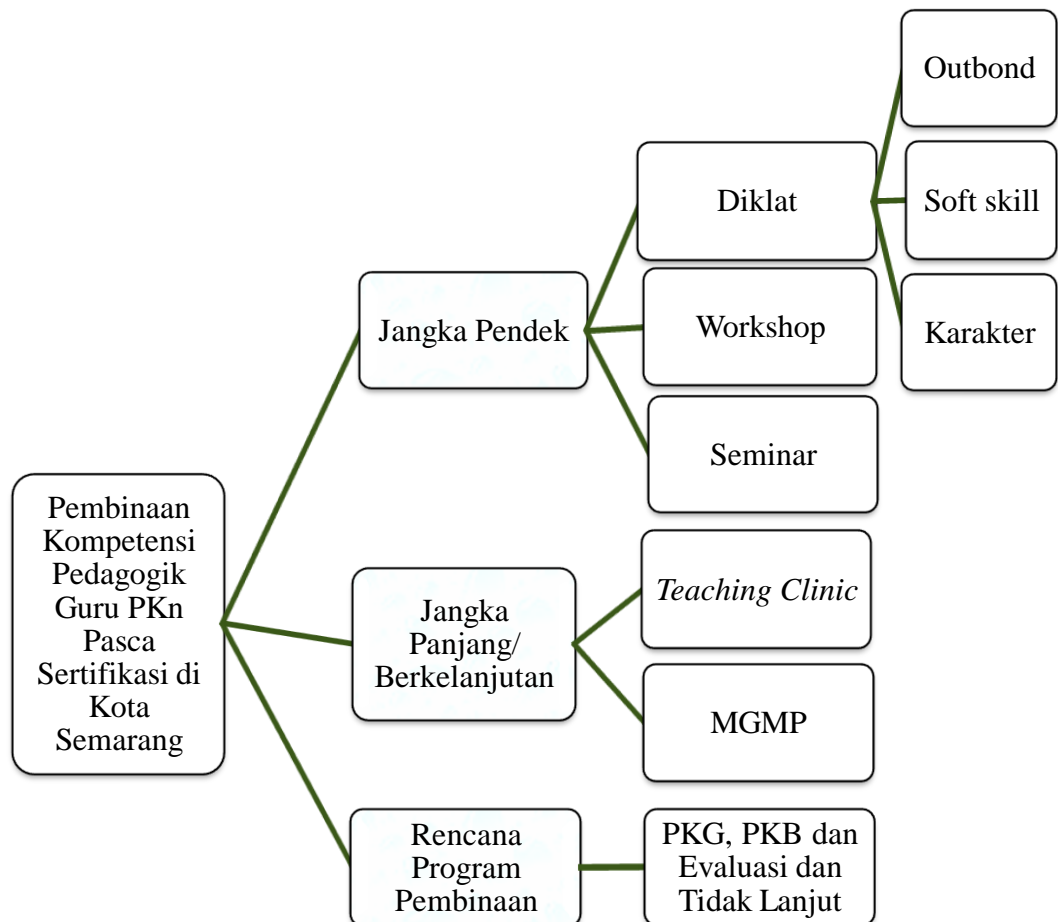 Pembinaan
Kompetensi
Pedagogik
Guru PKn
Pasca
Sertifikasi di
Kota
Semarang
Jangka Pendek
Diklat
Outbond
Soft skill
Karakter
Workshop
Seminar
Jangka
Panjang/
Berkelanjutan
Teaching Clinic
MGMP
Rencana
Program
Pembinaan
PKG, PKB dan
Evaluasi dan
Tidak Lanjut